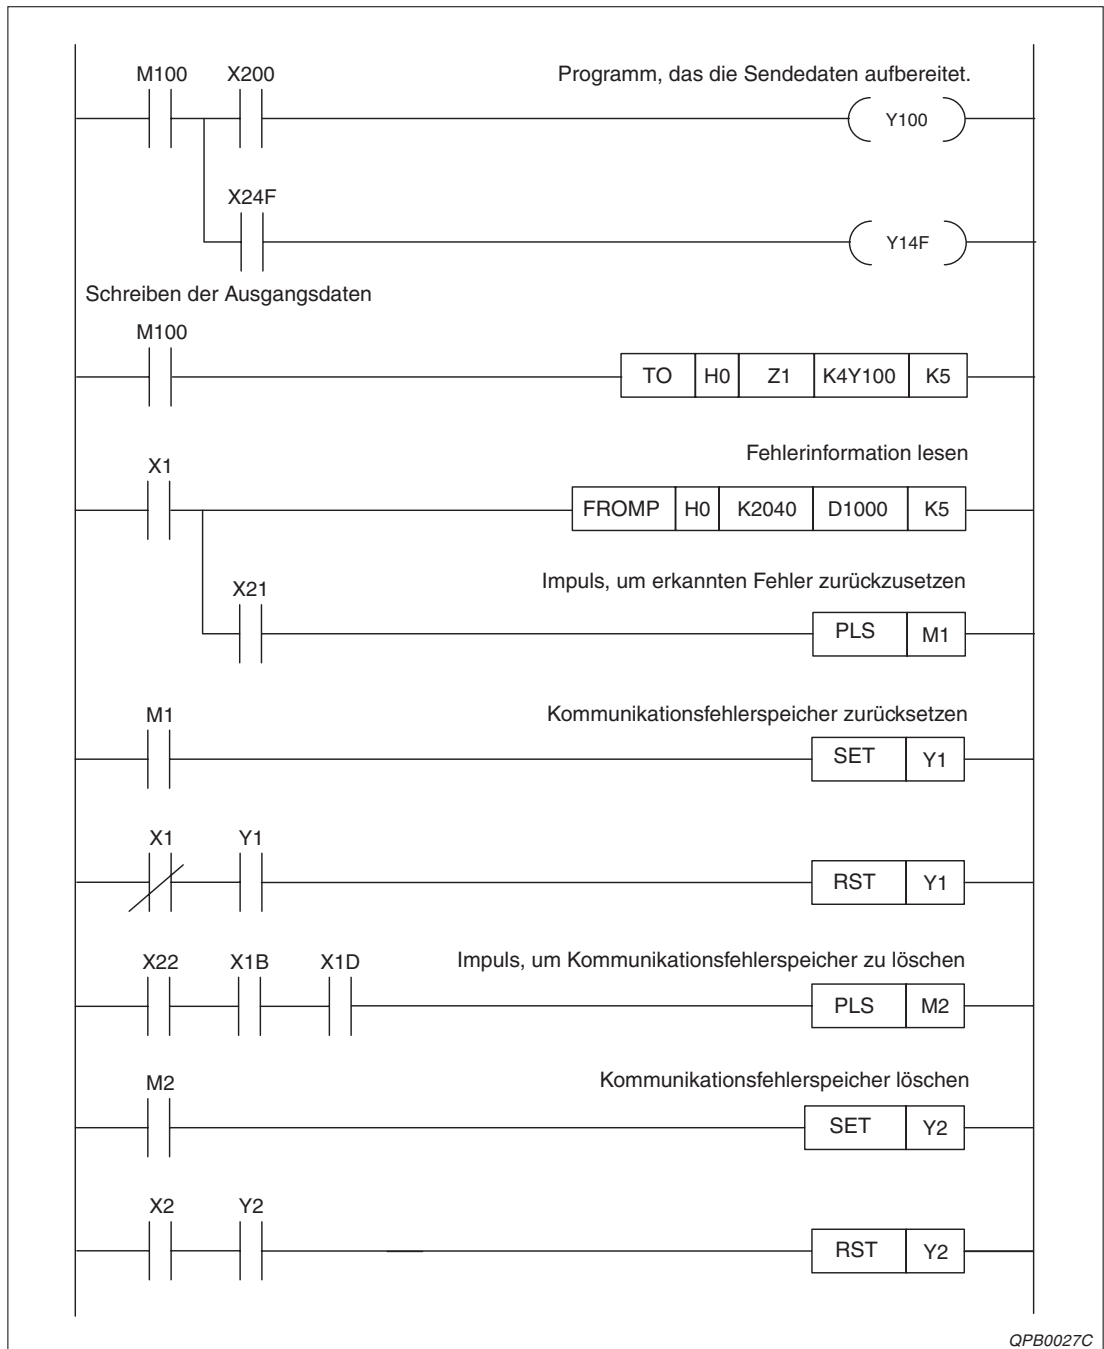 M100 X200 Programm, das die Sendedaten aufbereitet.
Y100
X24F
Y14F
Schreiben der Ausgangsdaten
M100
TO H0 Z1 K4Y100 K5
Fehlerinformation lesen
X1
FROMP H0 K2040 D1000 K5
Impuls, um erkannten Fehler zurückzusetzen
X21
PLS M1
M1 Kommunikationsfehlerspeicher zurücksetzen
SET Y1
X1 Y1
RST Y1
X22 X1B X1D Impuls, um Kommunikationsfehlerspeicher zu löschen
PLS M2
M2 Kommunikationsfehlerspeicher löschen
SET Y2
X2 Y2
RST Y2
QPB0027C